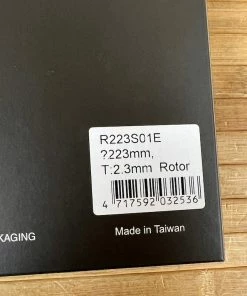 R223S01E
?223mm,
T:2.3mm Rotor
4 717592 032536
KAGING
Made in Taiwan